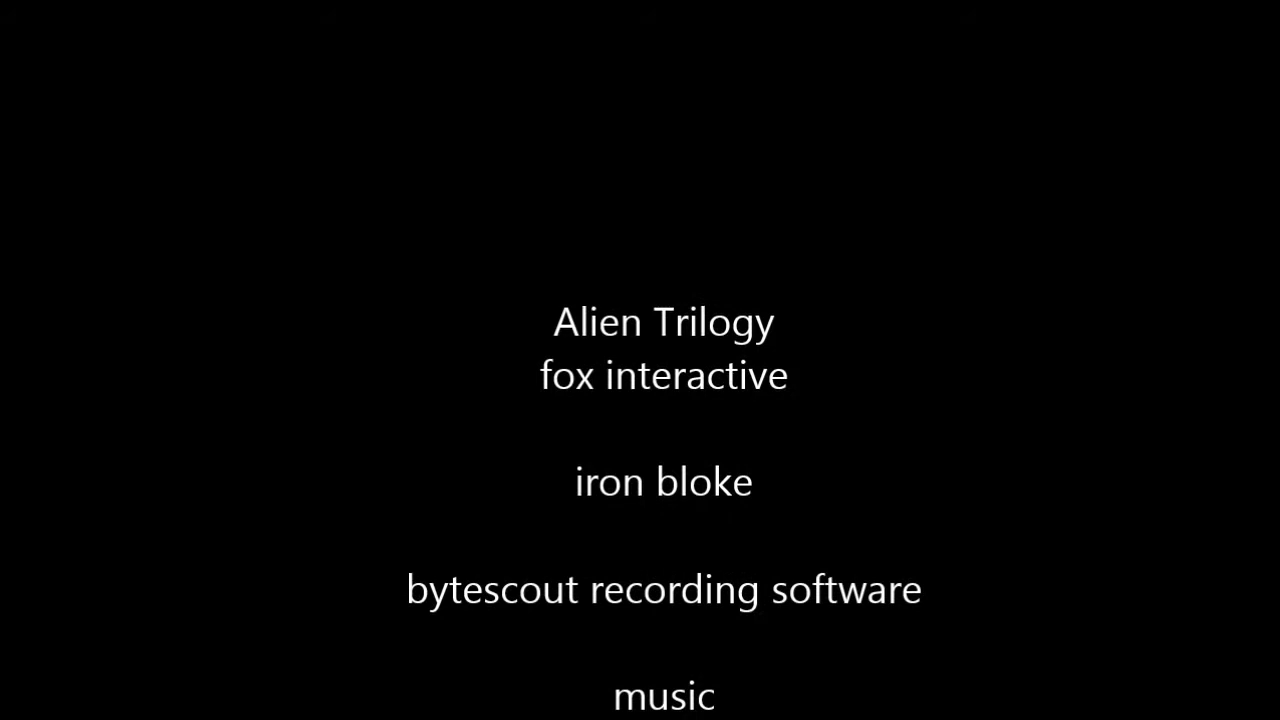 Alien Trilogy
fox interactive
iron bloke
bytescout recording software
music